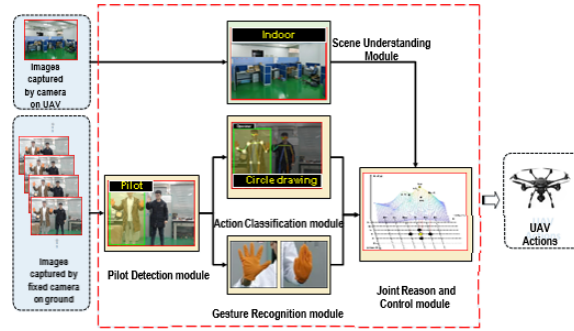 Indoor
Scene Understanding
Module
Images
captured
by camera
on UAV
Pilot
Circle drawing
Action Classification module
Pilot Detection module
Images
captured by
fixed camera
on ground
Gesture Recognition module
Joint Reason and
Control module
UAV
Actions